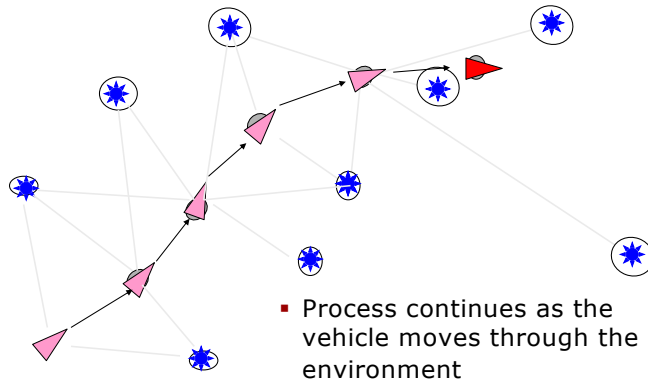 ▪ Process continues as the
vehicle moves through the
environment